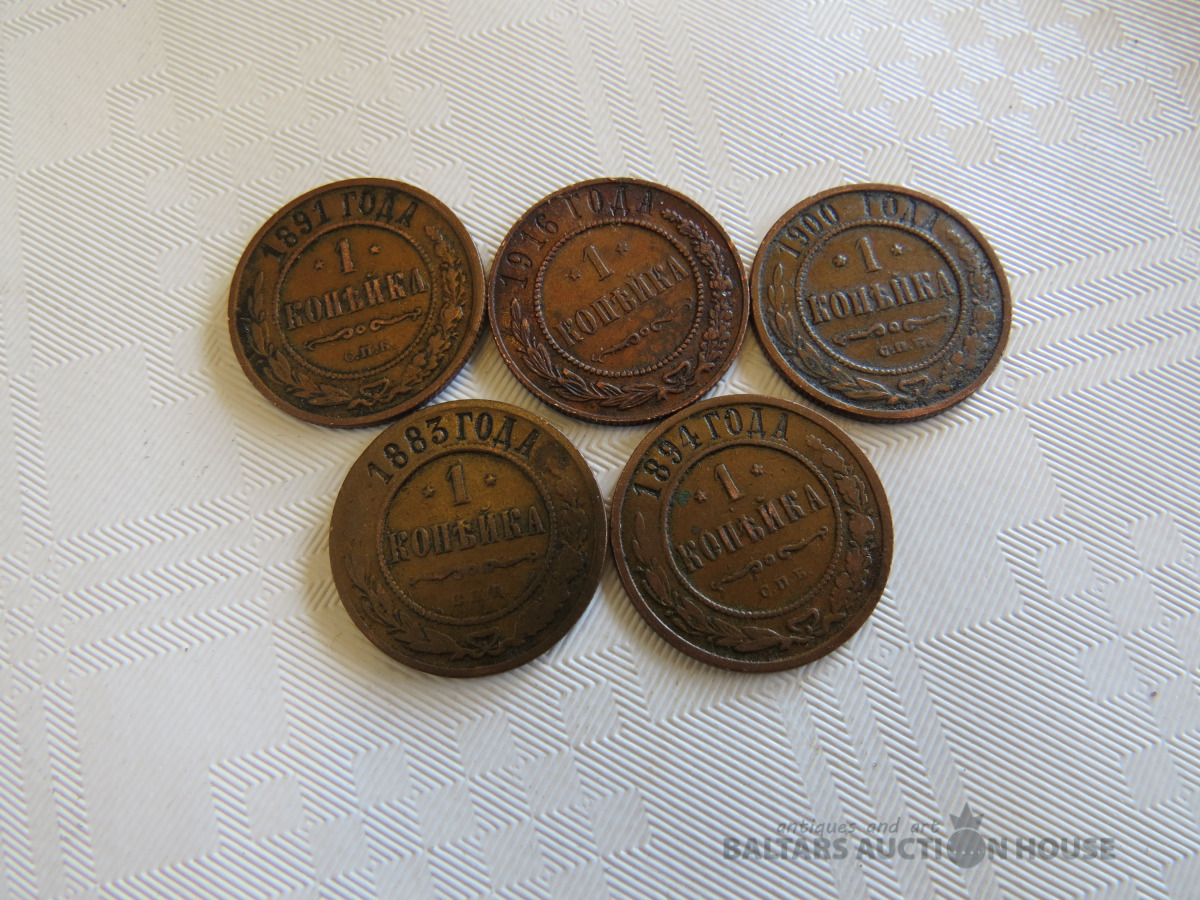 1891 ГОДА
1
КОПѢЙКА
С.П.Б.
1916 ГОДА
1
КОПѢЙКА
1900 ГОДА
1
КОПѢЙКА
С.П.Б.
1883 ГОДА
1
КОПѢЙКА
1894 ГОДА
1
КОПѢЙКА
С.П.Б.
antiques and art
BALTARS AUCTION HOUSE